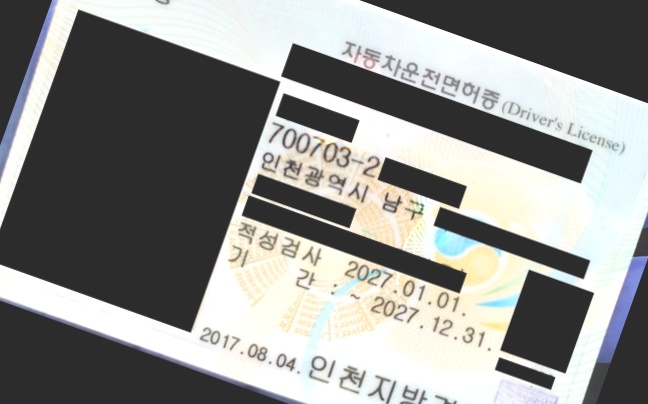 자동차운전면허증 (Driver's License)
700703-2
인천광역시 남구
적성검사 2027.01.01.
기 간 : ~ 2027.12.31.
2017.08.04. 인천지방경